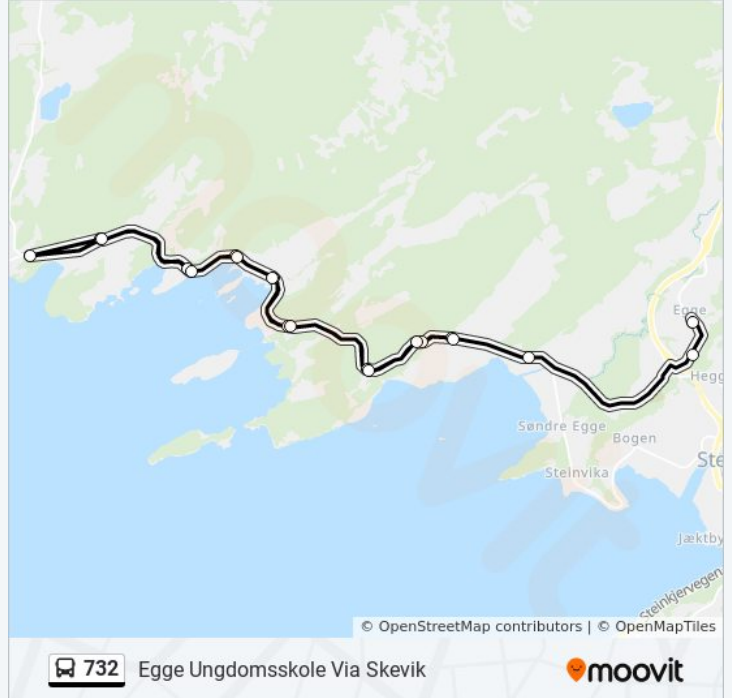 Egge
Hegg
Søndre Egge
Bogen
Ste
Steinvika
Jæktby
Steinkjervegen
© OpenStreetMap contributors | © OpenMapTiles
732 Egge Ungdomsskole Via Skevik moovit